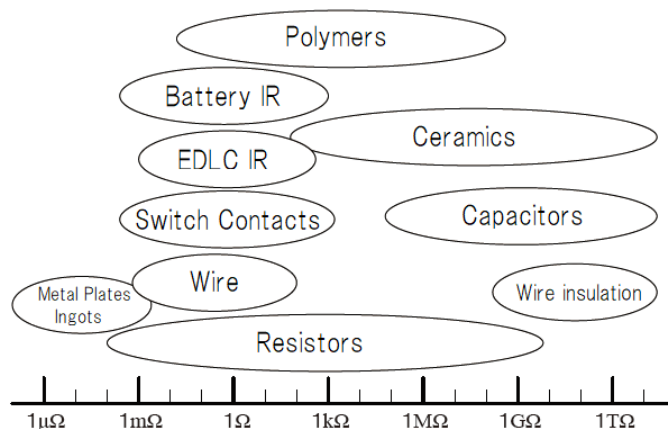 Polymers
Battery IR
Ceramics
EDLC IR
Switch Contacts
Capacitors
Wire
Metal Plates
Ingots
Wire insulation
Resistors
1μΩ 1mΩ 1Ω 1kΩ 1MΩ 1GΩ 1TΩ